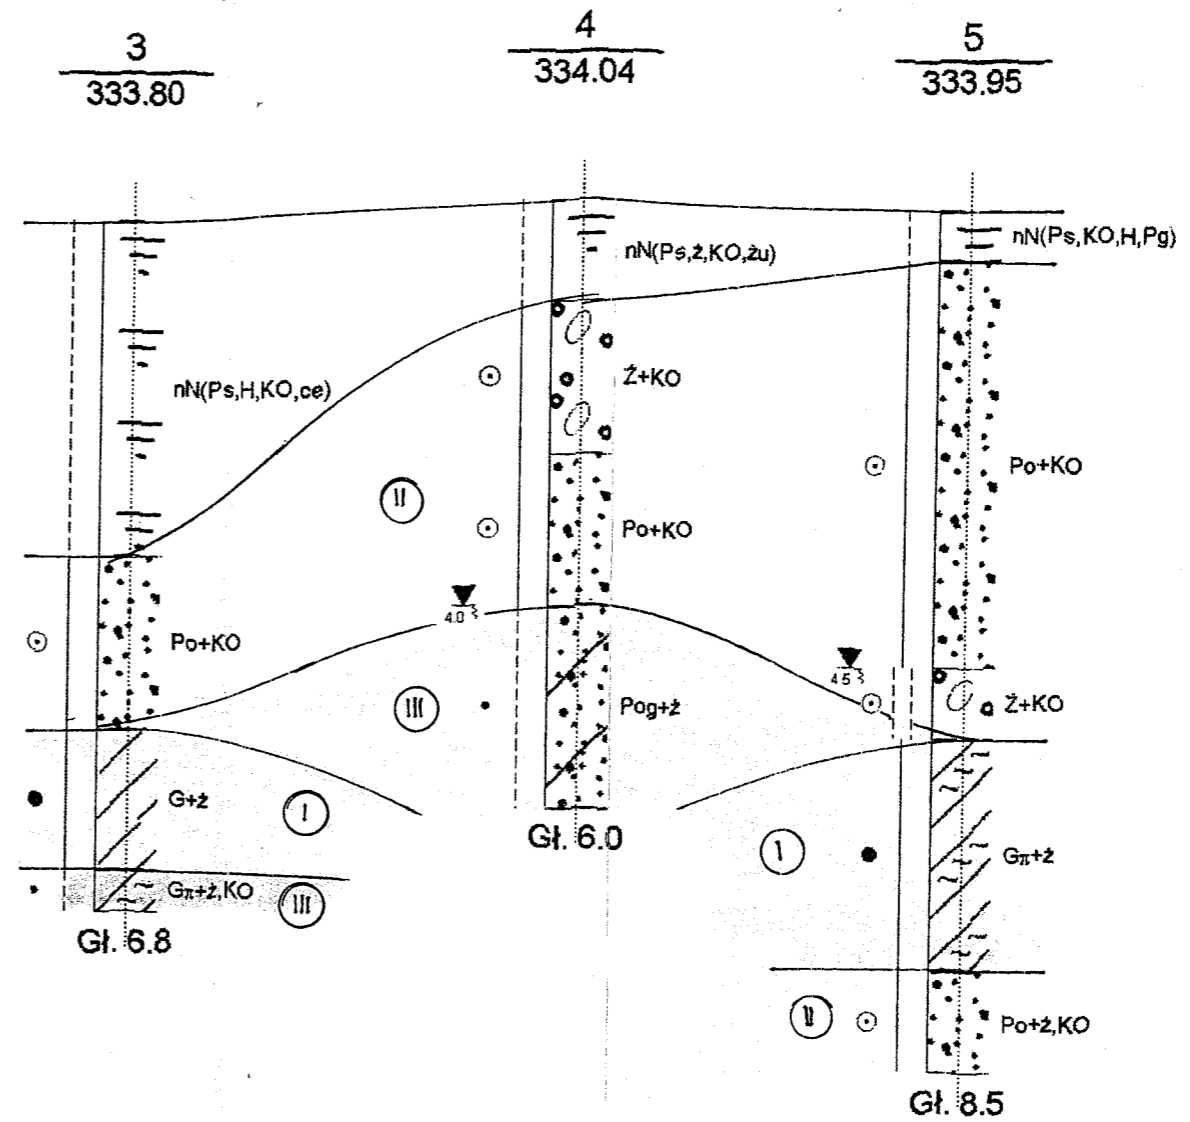 3
333.80
4
334.04
5
333.95
nN(Ps,KO,H,Pg)
nN(Ps,ż,KO,żu)
nN(Ps,H,KO,ce)
Ż+KO
Po+KO
II
Po+KO
4.0
Po+KO
4.5
III
Pog+ż
Ż+KO
G+ż
I
Gł. 6.0
I
Gπ+ż
Gπ+ż,KO
III
Gł. 6.8
II
Po+ż,KO
Gł. 8.5